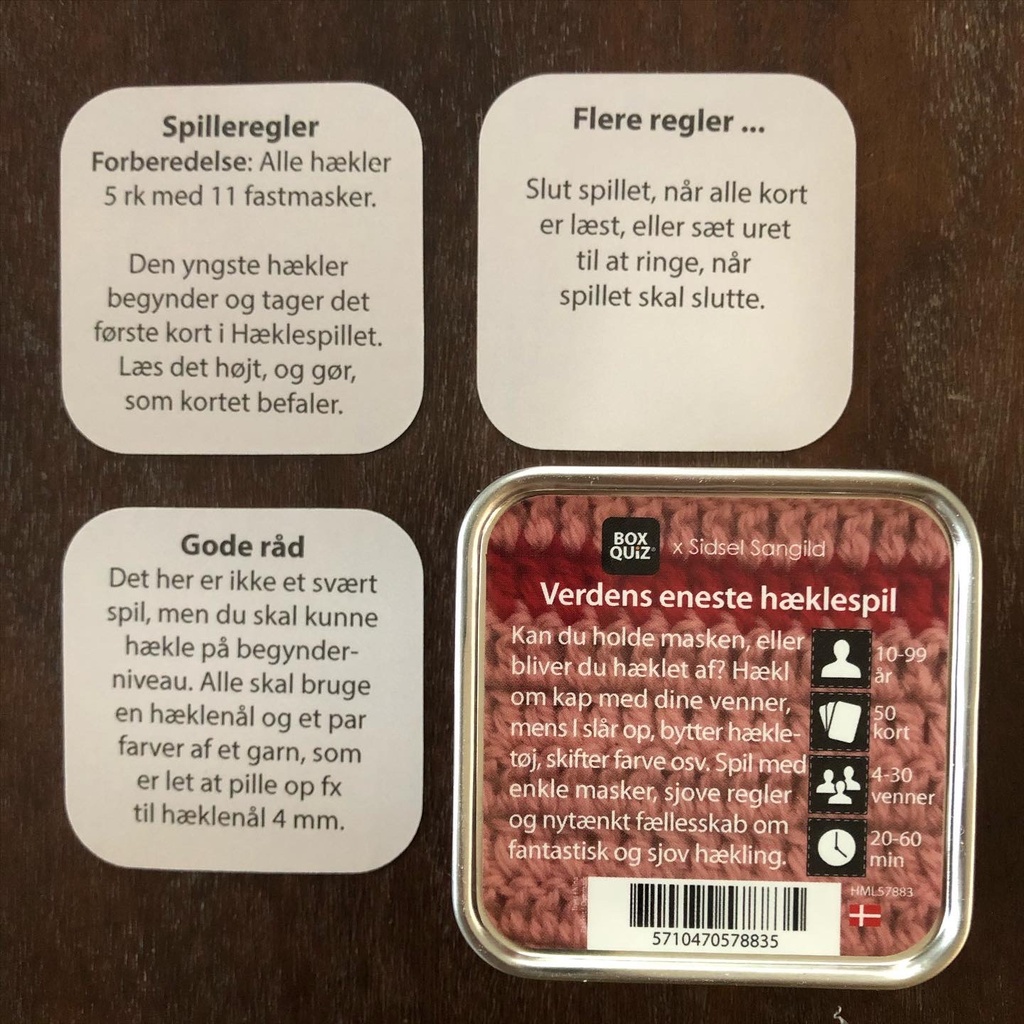 Spilleregler
Forberedelse: Alle hækler
5 rk med 11 fastmasker.
Den yngste hækler
begynder og tager det
første kort i Hæklespillet.
Læs det højt, og gør,
som kortet befaler.
Flere regler ...
Slut spillet, når alle kort
er læst, eller sæt uret
til at ringe, når
spillet skal slutte.
Gode råd
Det her er ikke et svært
spil, men du skal kunne
hækle på begynder-
niveau. Alle skal bruge
en hæklenål og et par
farver af et garn, som
er let at pille op fx
til hæklenål 4 mm.
BOX
QUiZ®
x Sidsel Sangild
Verdens eneste hæklespil
Kan du holde masken, eller
bliver du hæklet af? Hækl
om kap med dine venner,
mens I slår op, bytter hækle-
tøj, skifter farve osv. Spil med
enkle masker, sjove regler
og nytænkt fællesskab om
fantastisk og sjov hækling.
10-99
år
50
kort
4-30
venner
20-60
min
HML57883
5710470578835